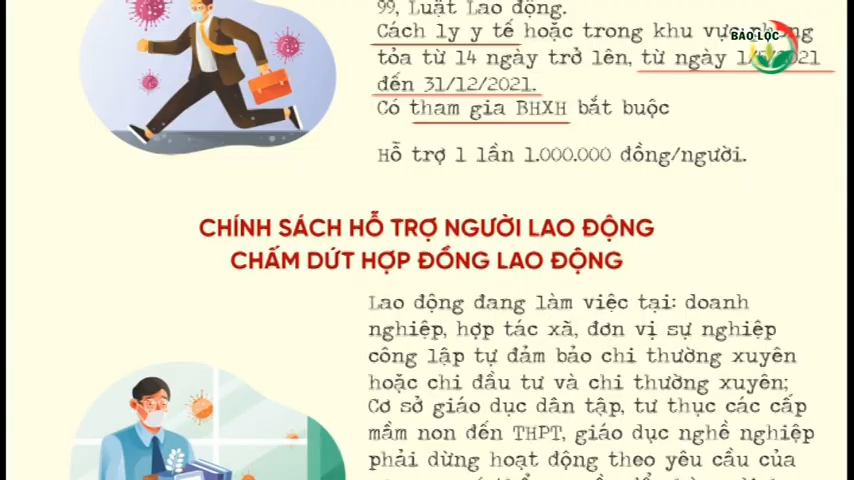 99, Luật Lao động.
BẢO LỘC
Cách ly y tế hoặc trong khu vực phong
tỏa từ 14 ngày trở lên, từ ngày 1/5/2021
đến 31/12/2021.
Có tham gia BHXH bắt buộc
Hỗ trợ 1 lần 1.000.000 đồng/người.
CHÍNH SÁCH HỖ TRỢ NGƯỜI LAO ĐỘNG
CHẤM DỨT HỢP ĐỒNG LAO ĐỘNG
Lao động đang làm việc tại: doanh
nghiệp, hợp tác xã, đơn vị sự nghiệp
công lập tự đảm bảo chi thường xuyên
hoặc chi đầu tư và chi thường xuyên;
Cơ sở giáo dục dân tập, tư thục các cấp
mầm non đến THPT, giáo dục nghề nghiệp
phải dừng hoạt động theo yêu cầu của